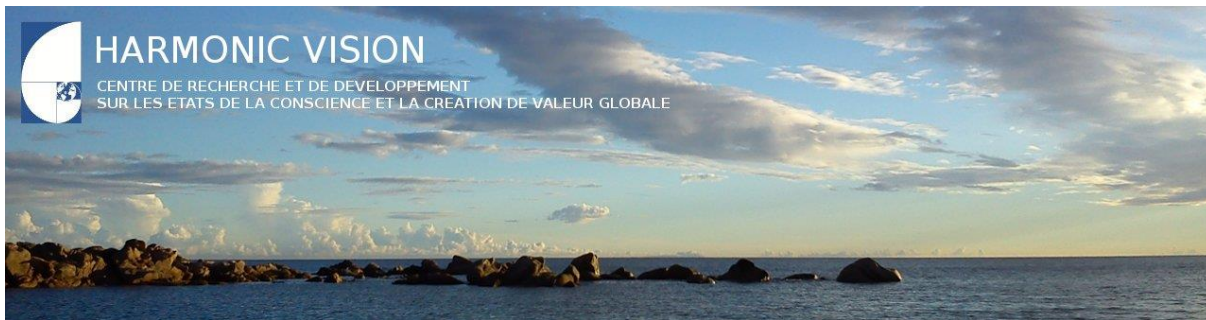 HARMONIC VISION
CENTRE DE RECHERCHE ET DE DEVELOPPEMENT
SUR LES ETATS DE LA CONSCIENCE ET LA CREATION DE VALEUR GLOBALE